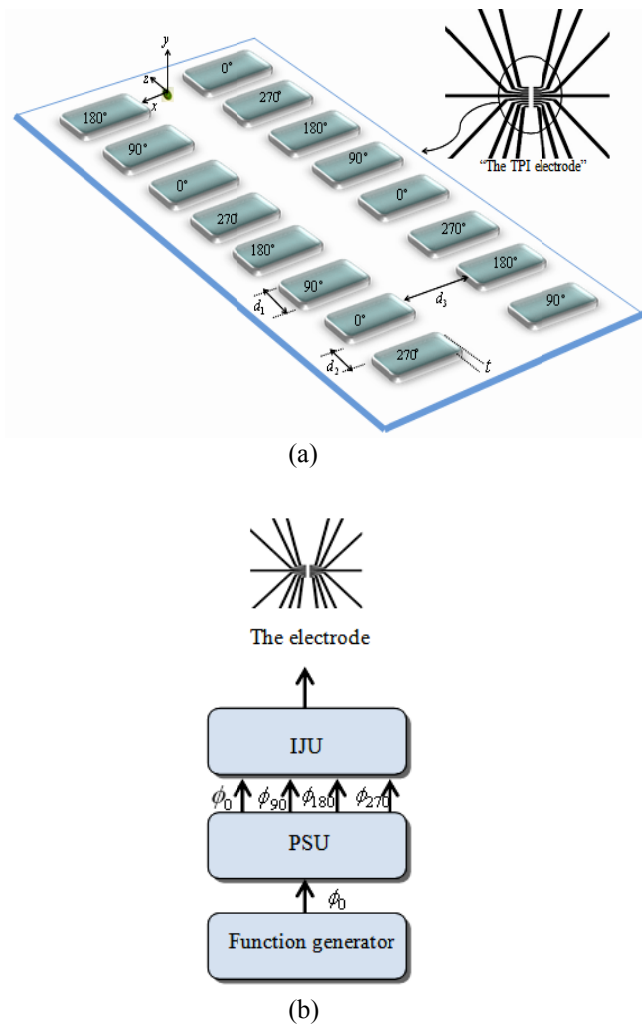 y
z
x
0°
270°
180°
90°
0°
270°
180°
90°
180°
90°
0°
270°
180°
90°
0°
270°
d₁
d₂
d₃
t
“The TPI electrode”
(a)
The electrode
IJU
ϕ₀ ϕ₉₀ ϕ₁₈₀ ϕ₂₇₀
PSU
ϕ₀
Function generator
(b)